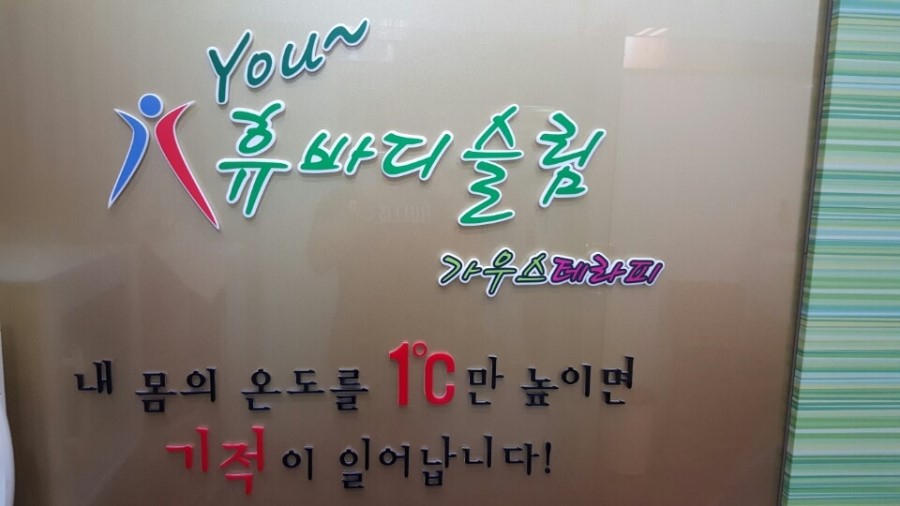 You~
휴바디슬림
가우스테라피
내 몸의 온도를 1℃만 높이면
기적이 일어납니다!